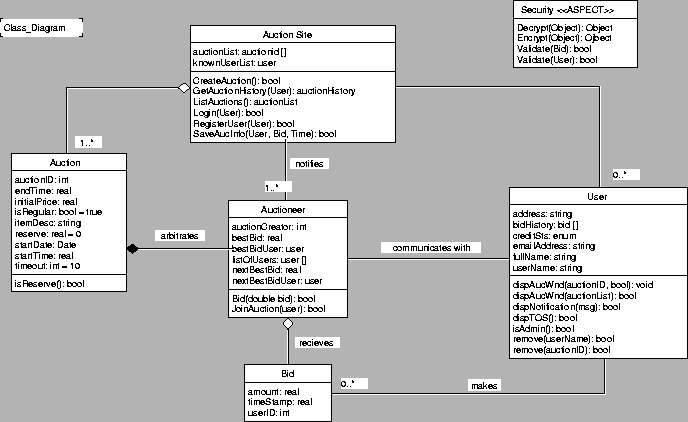 Class_Diagram
Auction Site
auctionList: auctionid []
knownUserList: user
CreateAuction(): bool
GetAuctionHistory(User): auctionHistory
ListAuctions(): auctionList
Login(User): bool
RegisterUser(User): bool
SaveAucInfo(User, Bid, Time): bool
Security <<ASPECT>>
Decrypt(Object): Object
Encrypt(Object): Ojbect
Validate(Bid): bool
Validate(User): bool
1..*
notifies
1..*
0..*
Auction
auctionID: int
endTime: real
initialPrice: real
isRegular: bool = true
itemDesc: string
reserve: real = 0
startDate: Date
startTime: real
timeout: int = 10
isReserve(): bool
arbitrates
Auctioneer
auctionCreator: int
bestBid: real
bestBidUser: user
listOfUsers: user []
nextBestBid: real
nextBestBidUser: user
Bid(double bid): bool
JoinAuction(user): bool
communicates with
User
address: string
bidHistory: bid []
creditSts: enum
emailAddress: string
fullName: string
userName: string
dispAucWnd(auctionID, bool): void
dispAucWnd(auctionList): bool
dispNotification(msg): bool
dispTOS(): bool
isAdmin(): bool
remove(userName): bool
remove(auctionID): bool
recieves
Bid
amount: real
timeStamp: real
userID: int
0..*
makes